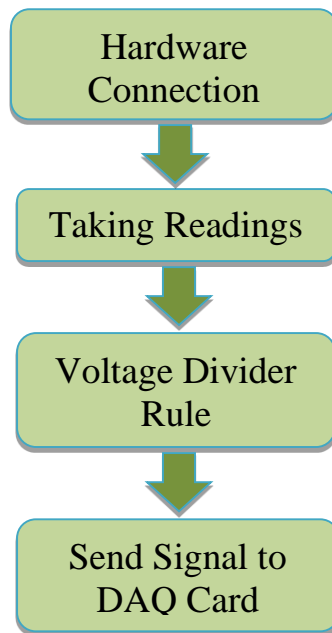 Hardware
Connection
Taking Readings
Voltage Divider
Rule
Send Signal to
DAQ Card